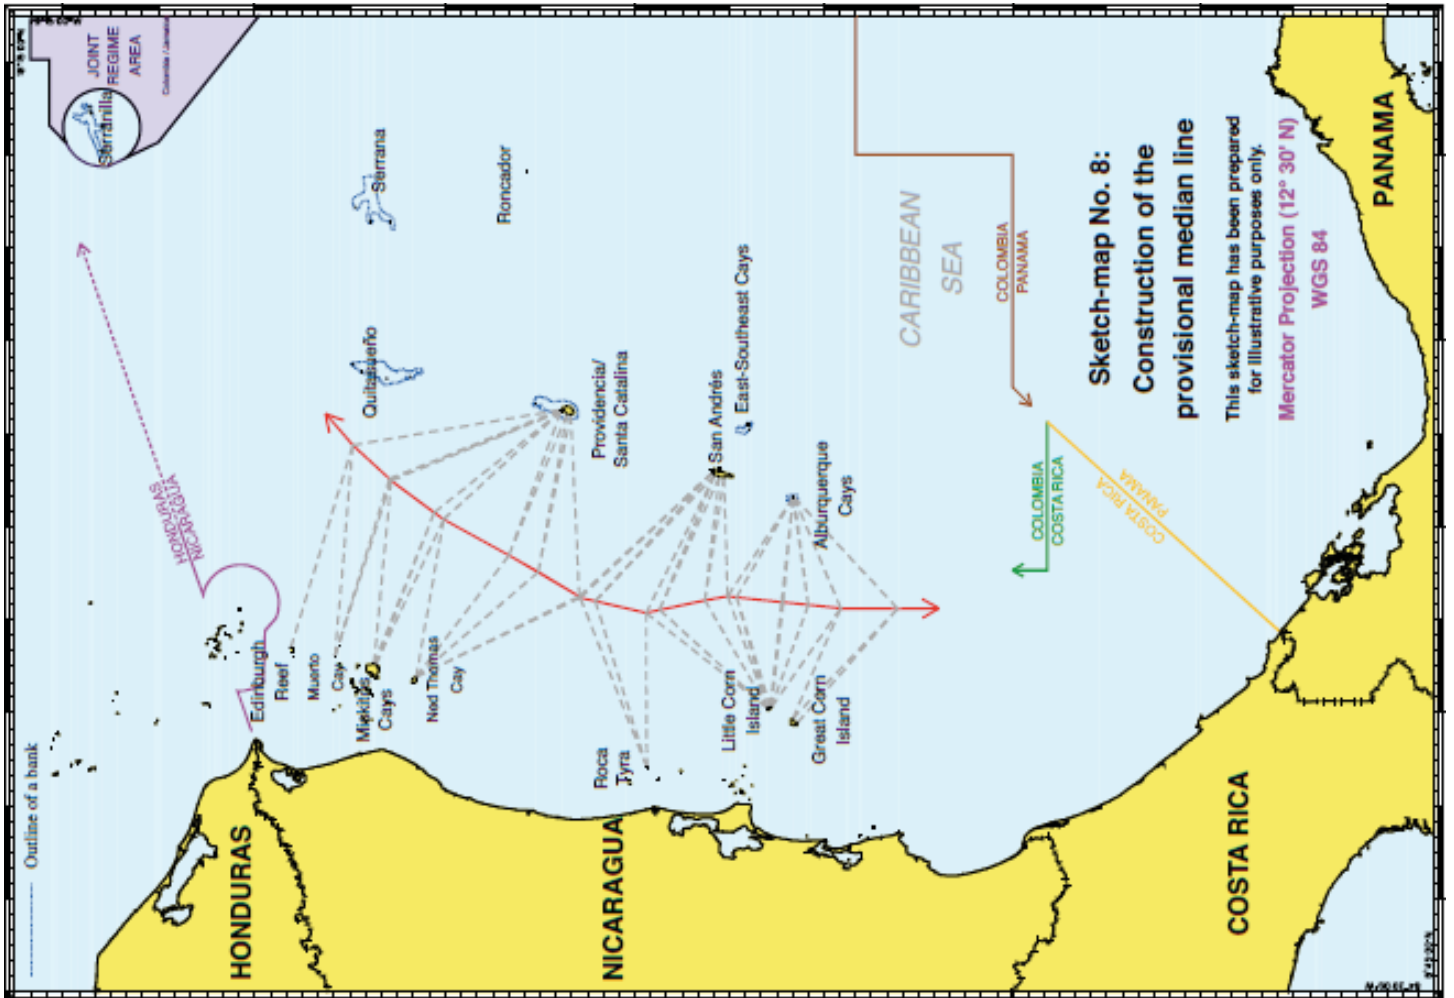 Outline of a bank
JOINT
REGIME
AREA
Colombia / Jamaica
Serranilla
HONDURAS
NICARAGUA
Serrana
Roncador
Quitasueño
Providencia/
Santa Catalina
San Andrés
East-Southeast Cays
Alburquerque
Cays
Edinburgh
Reef
Muerto
Cay
Miskitos
Cays
Ned Thomas
Cay
Roca
Tyra
Little Corn
Island
Great Corn
Island
CARIBBEAN
SEA
COLOMBIA
PANAMA
COLOMBIA
COSTA RICA
COSTA RICA
PANAMA
HONDURAS
NICARAGUA
COSTA RICA
PANAMA
Sketch-map No. 8:
Construction of the
provisional median line
This sketch-map has been prepared
for illustrative purposes only.
Mercator Projection (12° 30' N)
WGS 84